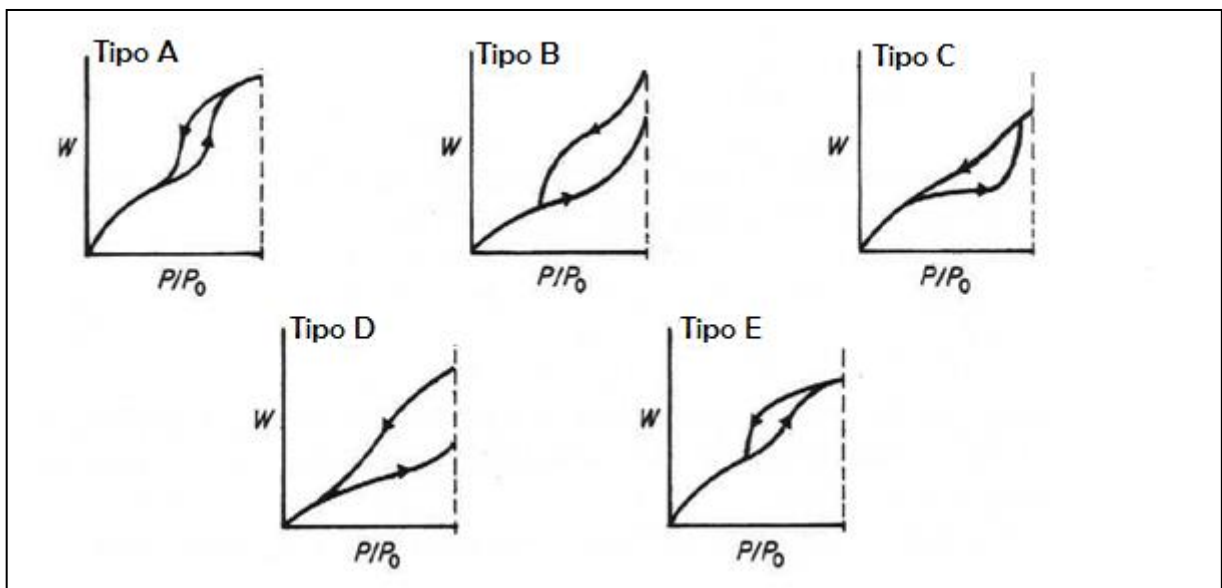 Tipo A
Tipo B
Tipo C
W
W
W
P/P₀
P/P₀
P/P₀
Tipo D
Tipo E
W
W
P/P₀
P/P₀